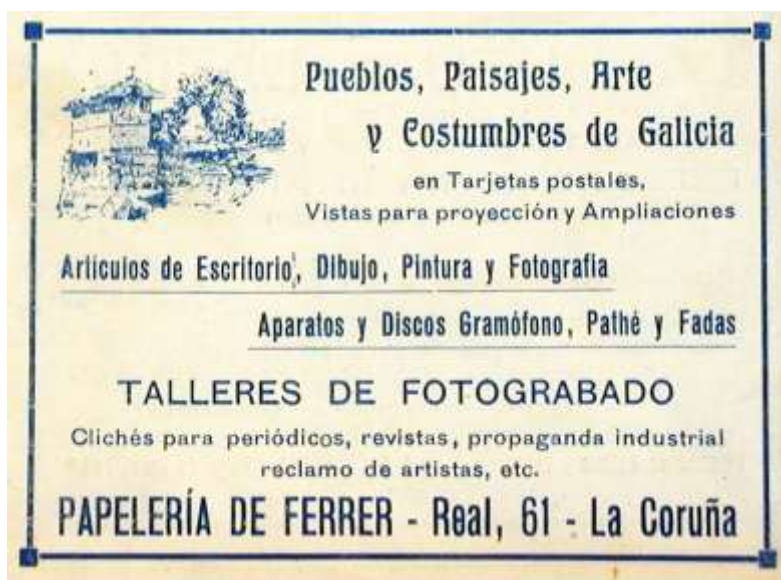 Pueblos, Paisajes, Arte
y Costumbres de Galicia
en Tarjetas postales,
Vistas para proyección y Ampliaciones
Artículos de Escritorio, Dibujo, Pintura y Fotografia
Aparatos y Discos Gramófono, Pathé y Fadas
TALLERES DE FOTOGRABADO
Clichés para periódicos, revistas, propaganda industrial
reclamo de artistas, etc.
PAPELERÍA DE FERRER - Real, 61 - La Coruña